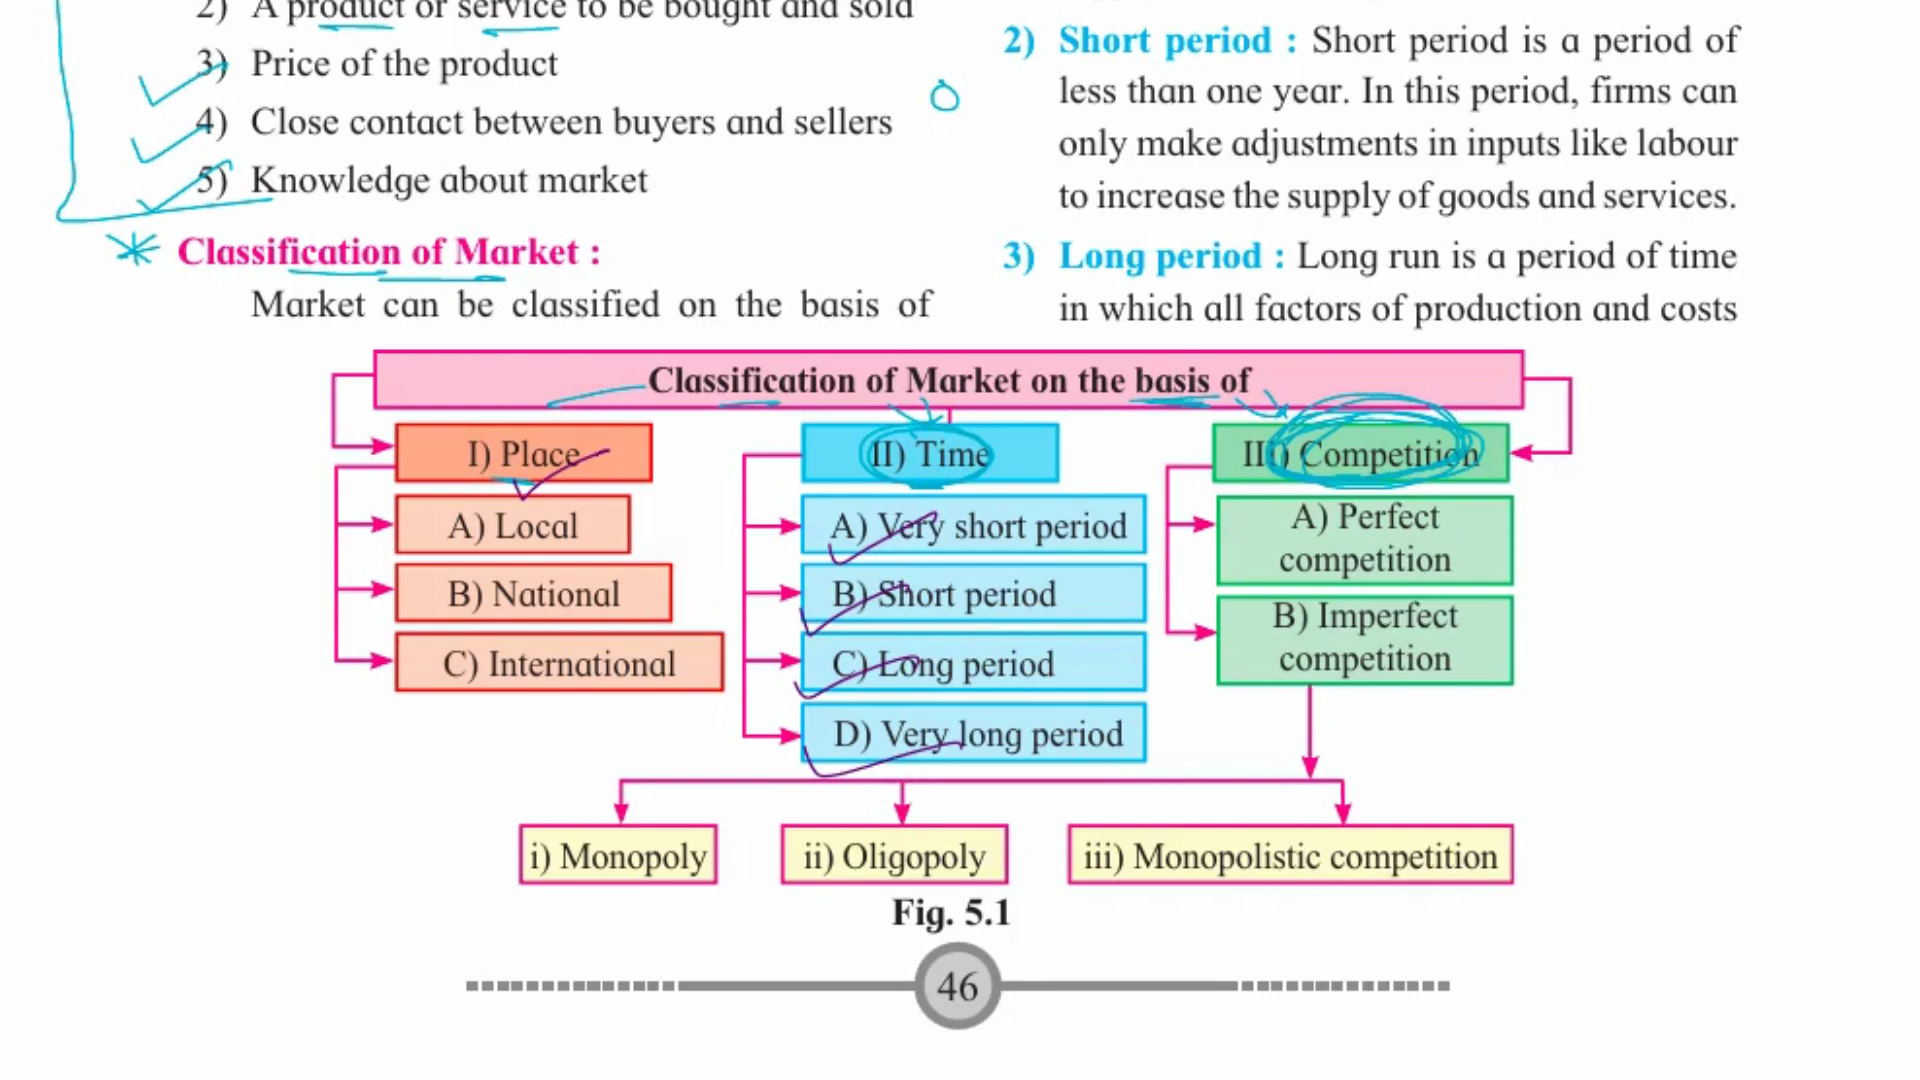 2) A product or service to be bought and sold
3) Price of the product
4) Close contact between buyers and sellers
5) Knowledge about market
Classification of Market :
Market can be classified on the basis of
2) Short period : Short period is a period of
less than one year. In this period, firms can
only make adjustments in inputs like labour
to increase the supply of goods and services.
3) Long period : Long run is a period of time
in which all factors of production and costs
Classification of Market on the basis of
I) Place
A) Local
B) National
C) International
II) Time
A) Very short period
B) Short period
C) Long period
D) Very long period
III) Competition
A) Perfect
competition
B) Imperfect
competition
i) Monopoly
ii) Oligopoly
iii) Monopolistic competition
Fig. 5.1
46